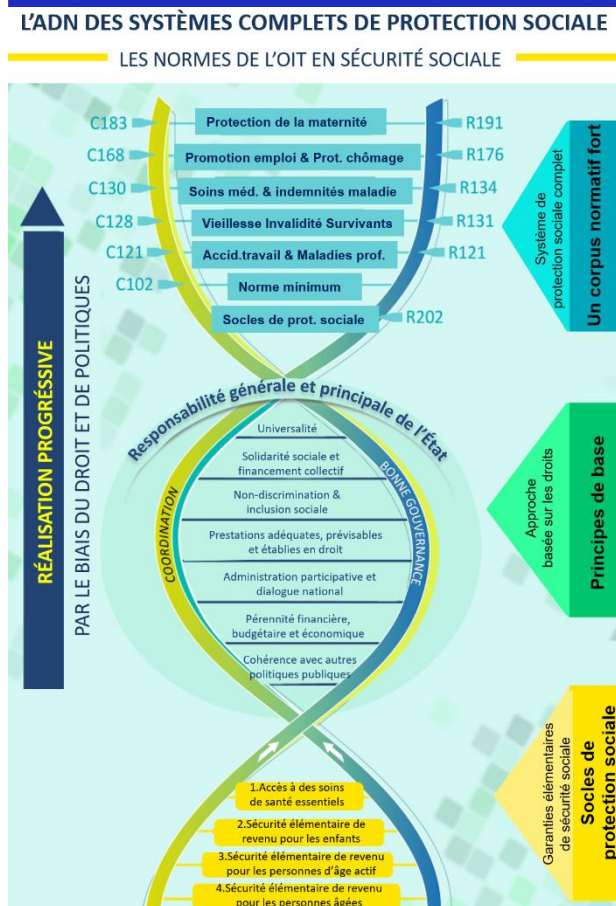 L'ADN DES SYSTÈMES COMPLETS DE PROTECTION SOCIALE
LES NORMES DE L'OIT EN SÉCURITÉ SOCIALE
C183 Protection de la maternité R191
C168 Promotion emploi & Prot. chômage R176
C130 Soins méd. & indemnités maladie R134
C128 Vieillesse Invalidité Survivants R131
C121 Accid.travail & Maladies prof. R121
C102 Norme minimum
Socles de prot. sociale R202
Système de
protection sociale complet
Un corpus normatif fort
RÉALISATION PROGRÉSSIVE
PAR LE BIAIS DU DROIT ET DE POLITIQUES
Responsabilité générale et principale de l'État
COORDINATION
BONNE GOUVERNANCE
Universalité
Solidarité sociale et
financement collectif
Non-discrimination &
inclusion sociale
Prestations adéquates, prévisables
et établies en droit
Administration participative et
dialogue national
Pérennité financière,
budgétaire et économique
Cohérence avec autres
politiques publiques
Approche
basée sur les droits
Principes de base
1.Accès à des soins
de santé essentiels
2.Sécurité élémentaire de
revenu pour les enfants
3.Sécurité élémentaire de revenu
pour les personnes d'âge actif
4.Sécurité élémentaire de revenu
pour les personnes âgées
Garanties élémentaires
de sécurité sociale
Socles de
protection sociale